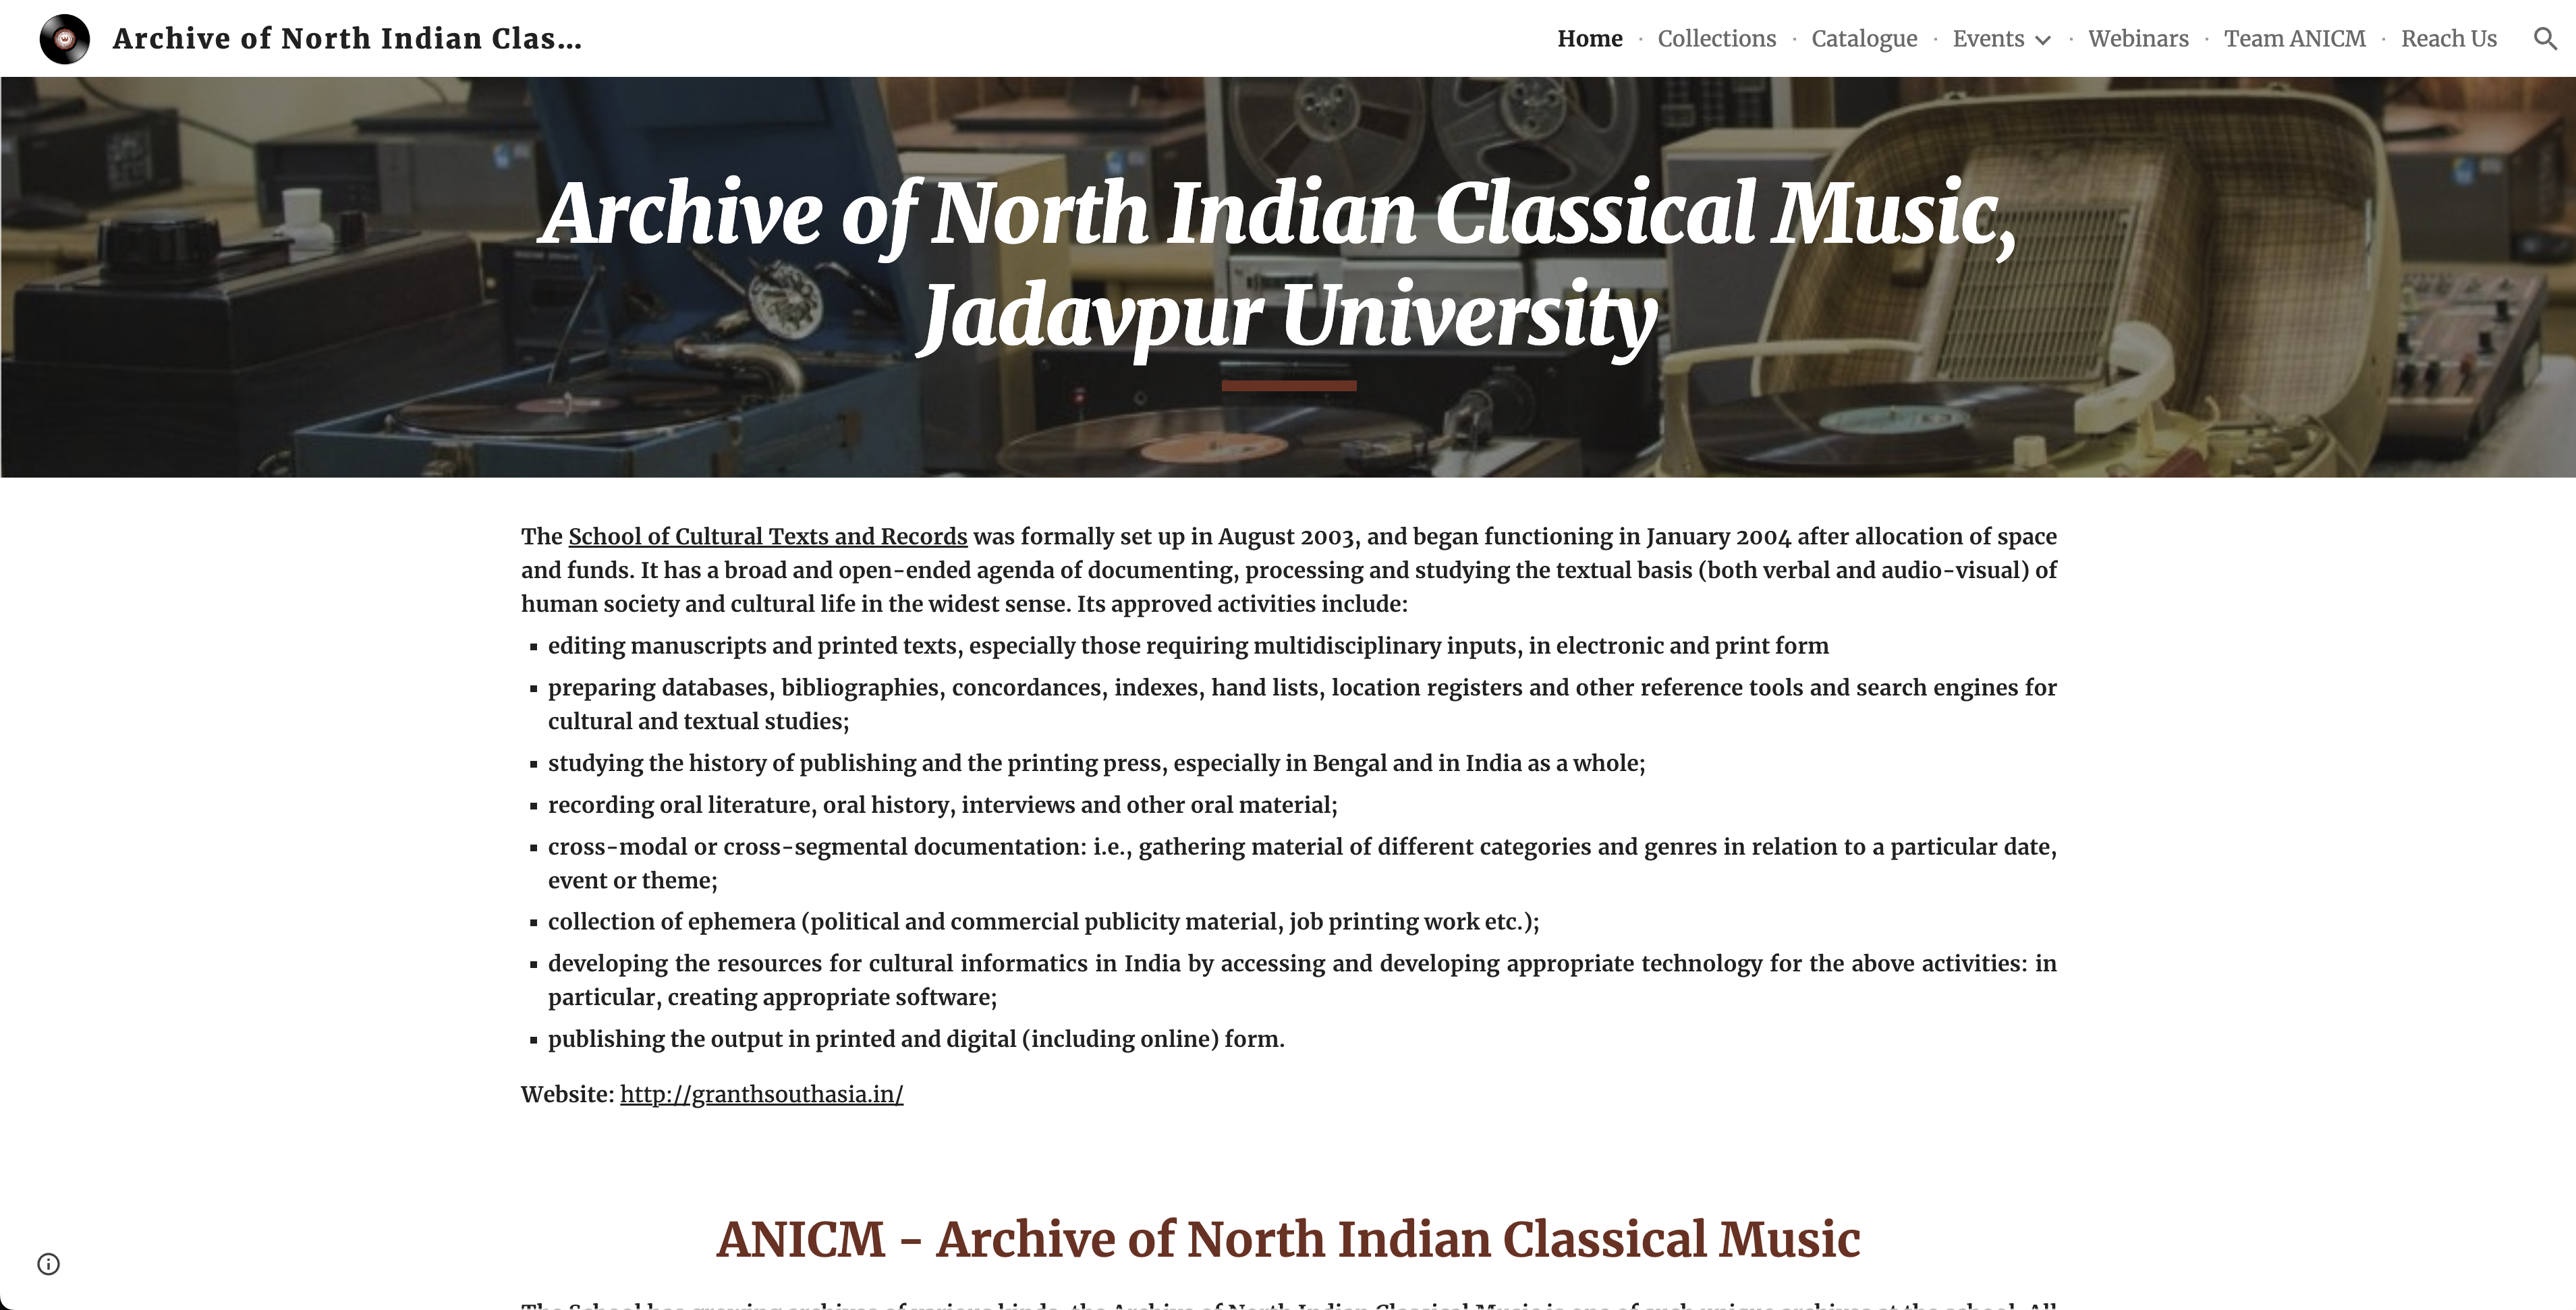 Archive of North Indian Clas...
Home · Collections · Catalogue · Events · Webinars · Team ANICM · Reach Us
Archive of North Indian Classical Music,
Jadavpur University
The School of Cultural Texts and Records was formally set up in August 2003, and began functioning in January 2004 after allocation of space
and funds. It has a broad and open-ended agenda of documenting, processing and studying the textual basis (both verbal and audio-visual) of
human society and cultural life in the widest sense. Its approved activities include:
▪ editing manuscripts and printed texts, especially those requiring multidisciplinary inputs, in electronic and print form
▪ preparing databases, bibliographies, concordances, indexes, hand lists, location registers and other reference tools and search engines for
cultural and textual studies;
▪ studying the history of publishing and the printing press, especially in Bengal and in India as a whole;
▪ recording oral literature, oral history, interviews and other oral material;
▪ cross-modal or cross-segmental documentation: i.e., gathering material of different categories and genres in relation to a particular date,
event or theme;
▪ collection of ephemera (political and commercial publicity material, job printing work etc.);
▪ developing the resources for cultural informatics in India by accessing and developing appropriate technology for the above activities: in
particular, creating appropriate software;
▪ publishing the output in printed and digital (including online) form.
Website: http://granthsouthasia.in/
ANICM - Archive of North Indian Classical Music